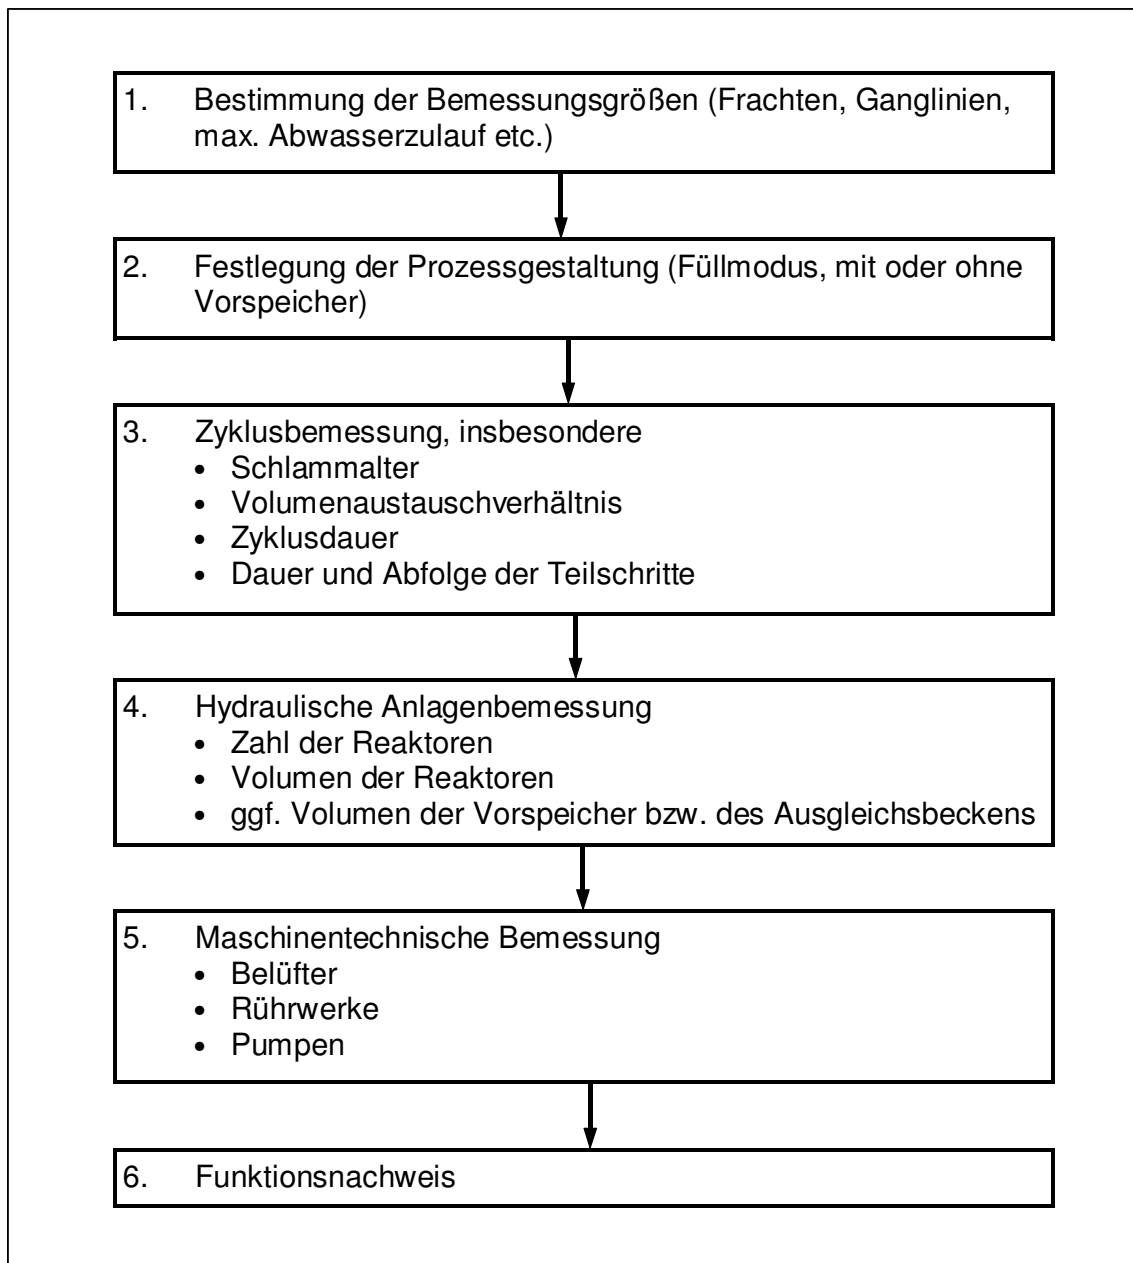 1. Bestimmung der Bemessungsgrößen (Frachten, Ganglinien,
max. Abwasserzulauf etc.)
2. Festlegung der Prozessgestaltung (Füllmodus, mit oder ohne
Vorspeicher)
3. Zyklusbemessung, insbesondere
• Schlammalter
• Volumenaustauschverhältnis
• Zyklusdauer
• Dauer und Abfolge der Teilschritte
4. Hydraulische Anlagenbemessung
• Zahl der Reaktoren
• Volumen der Reaktoren
• ggf. Volumen der Vorspeicher bzw. des Ausgleichsbeckens
5. Maschinentechnische Bemessung
• Belüfter
• Rührwerke
• Pumpen
6. Funktionsnachweis